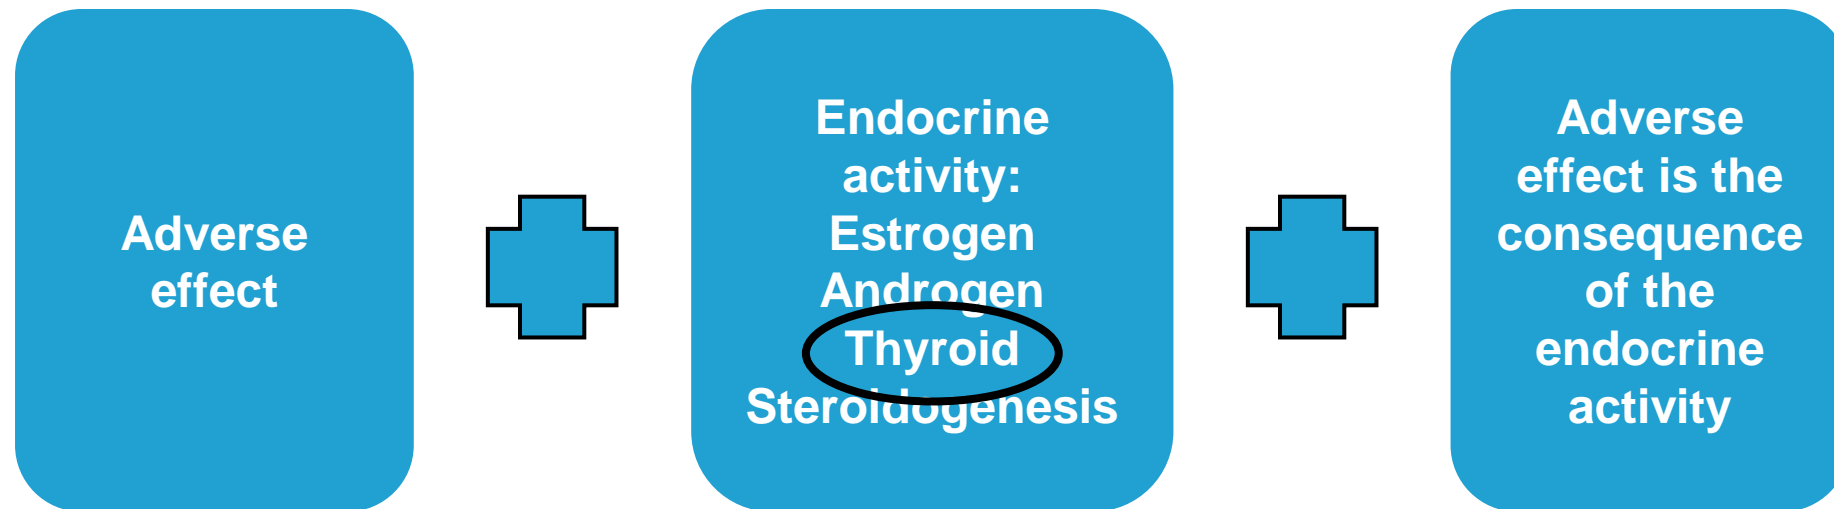 Adverse
effect
Endocrine
activity:
Estrogen
Androgen
Thyroid
Steroidogenesis
Adverse
effect is the
consequence
of the
endocrine
activity